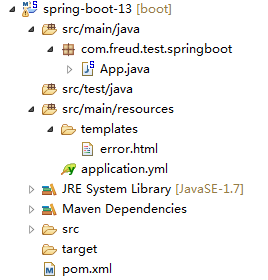 spring-boot-13 [boot]
src/main/java
com.freud.test.springboot
App.java
src/test/java
src/main/resources
templates
error.html
application.yml
JRE System Library [JavaSE-1.7]
Maven Dependencies
src
target
pom.xml